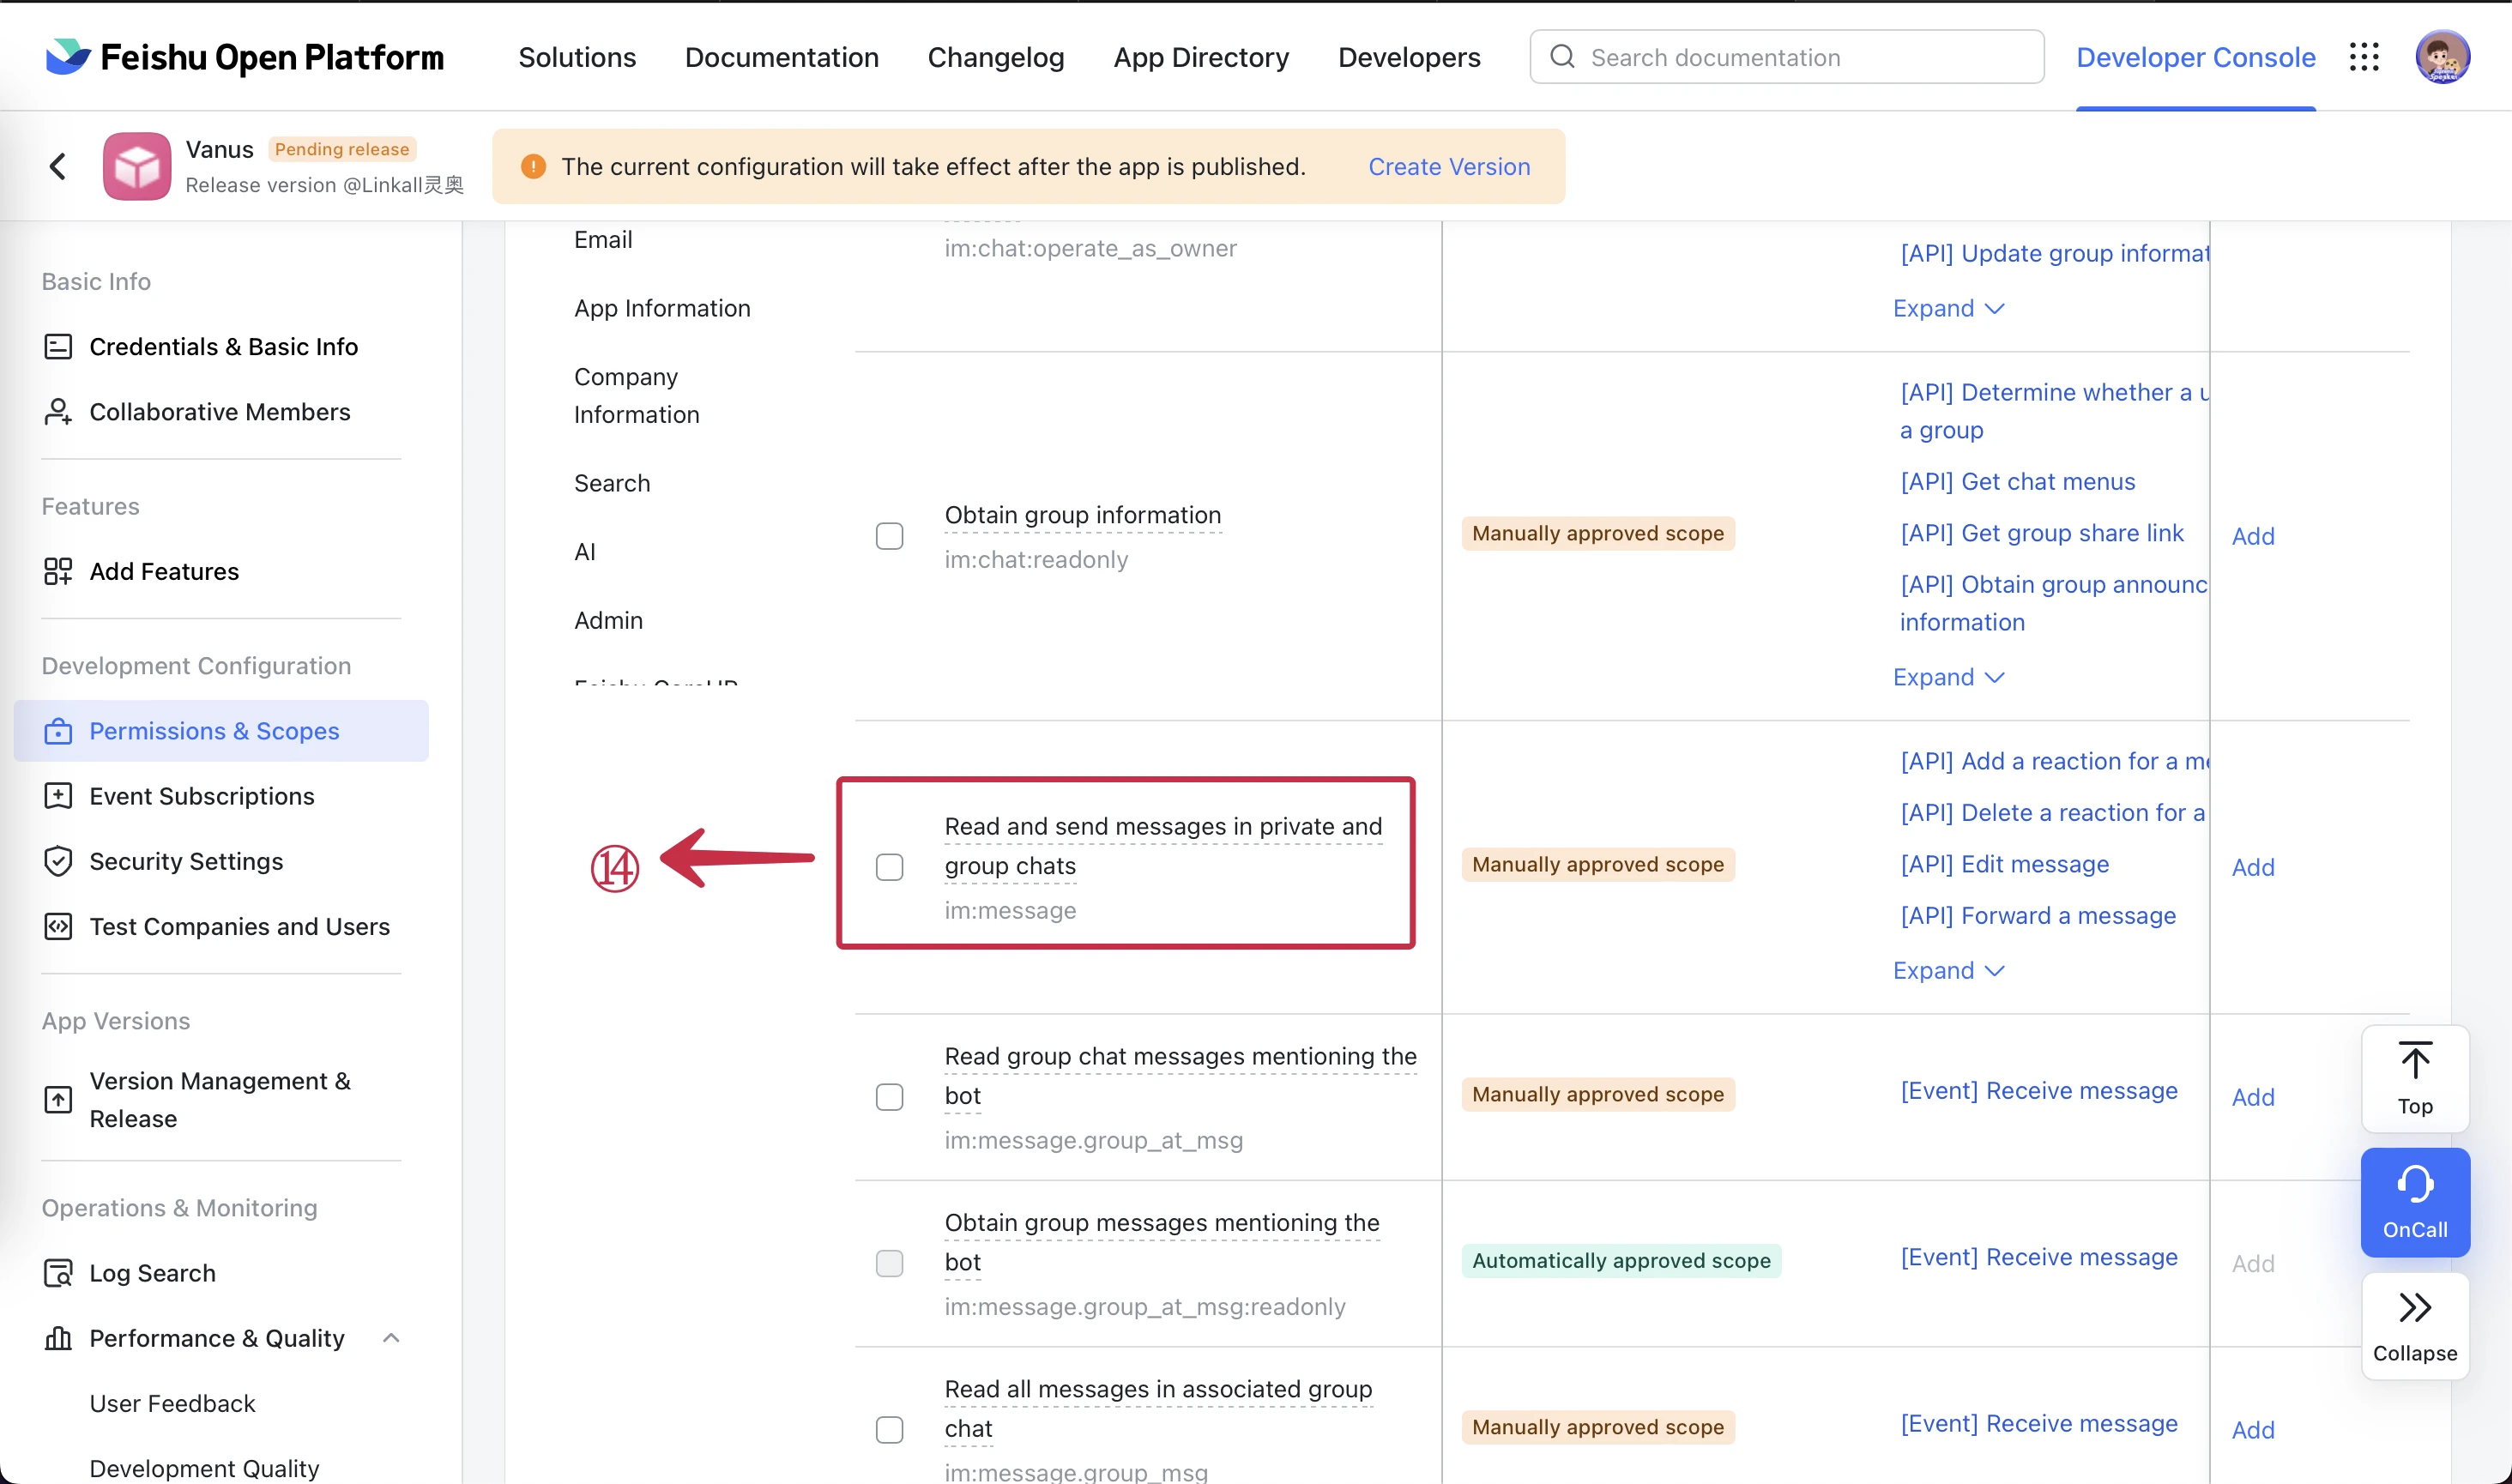 Feishu Open Platform
Solutions
Documentation
Changelog
App Directory
Developers
Search documentation
Developer Console
Vanus
Pending release
Release version @Linkall灵奥
The current configuration will take effect after the app is published.
Create Version
Basic Info
Credentials & Basic Info
Collaborative Members
Features
Add Features
Development Configuration
Permissions & Scopes
Event Subscriptions
Security Settings
Test Companies and Users
App Versions
Version Management &
Release
Operations & Monitoring
Log Search
Performance & Quality
User Feedback
Development Quality
Email
App Information
Company
Information
Search
AI
Admin
⑭
im:chat:operate_as_owner
[API] Update group informat
Expand
Obtain group information
im:chat:readonly
Manually approved scope
[API] Determine whether a u
a group
[API] Get chat menus
[API] Get group share link
[API] Obtain group announc
information
Expand
Add
Read and send messages in private and
group chats
im:message
Manually approved scope
[API] Add a reaction for a me
[API] Delete a reaction for a
[API] Edit message
[API] Forward a message
Expand
Add
Read group chat messages mentioning the
bot
im:message.group_at_msg
Manually approved scope
[Event] Receive message
Add
Obtain group messages mentioning the
bot
im:message.group_at_msg:readonly
Automatically approved scope
[Event] Receive message
Add
Read all messages in associated group
chat
im:message.group_msg
Manually approved scope
[Event] Receive message
Add
Top
OnCall
Collapse